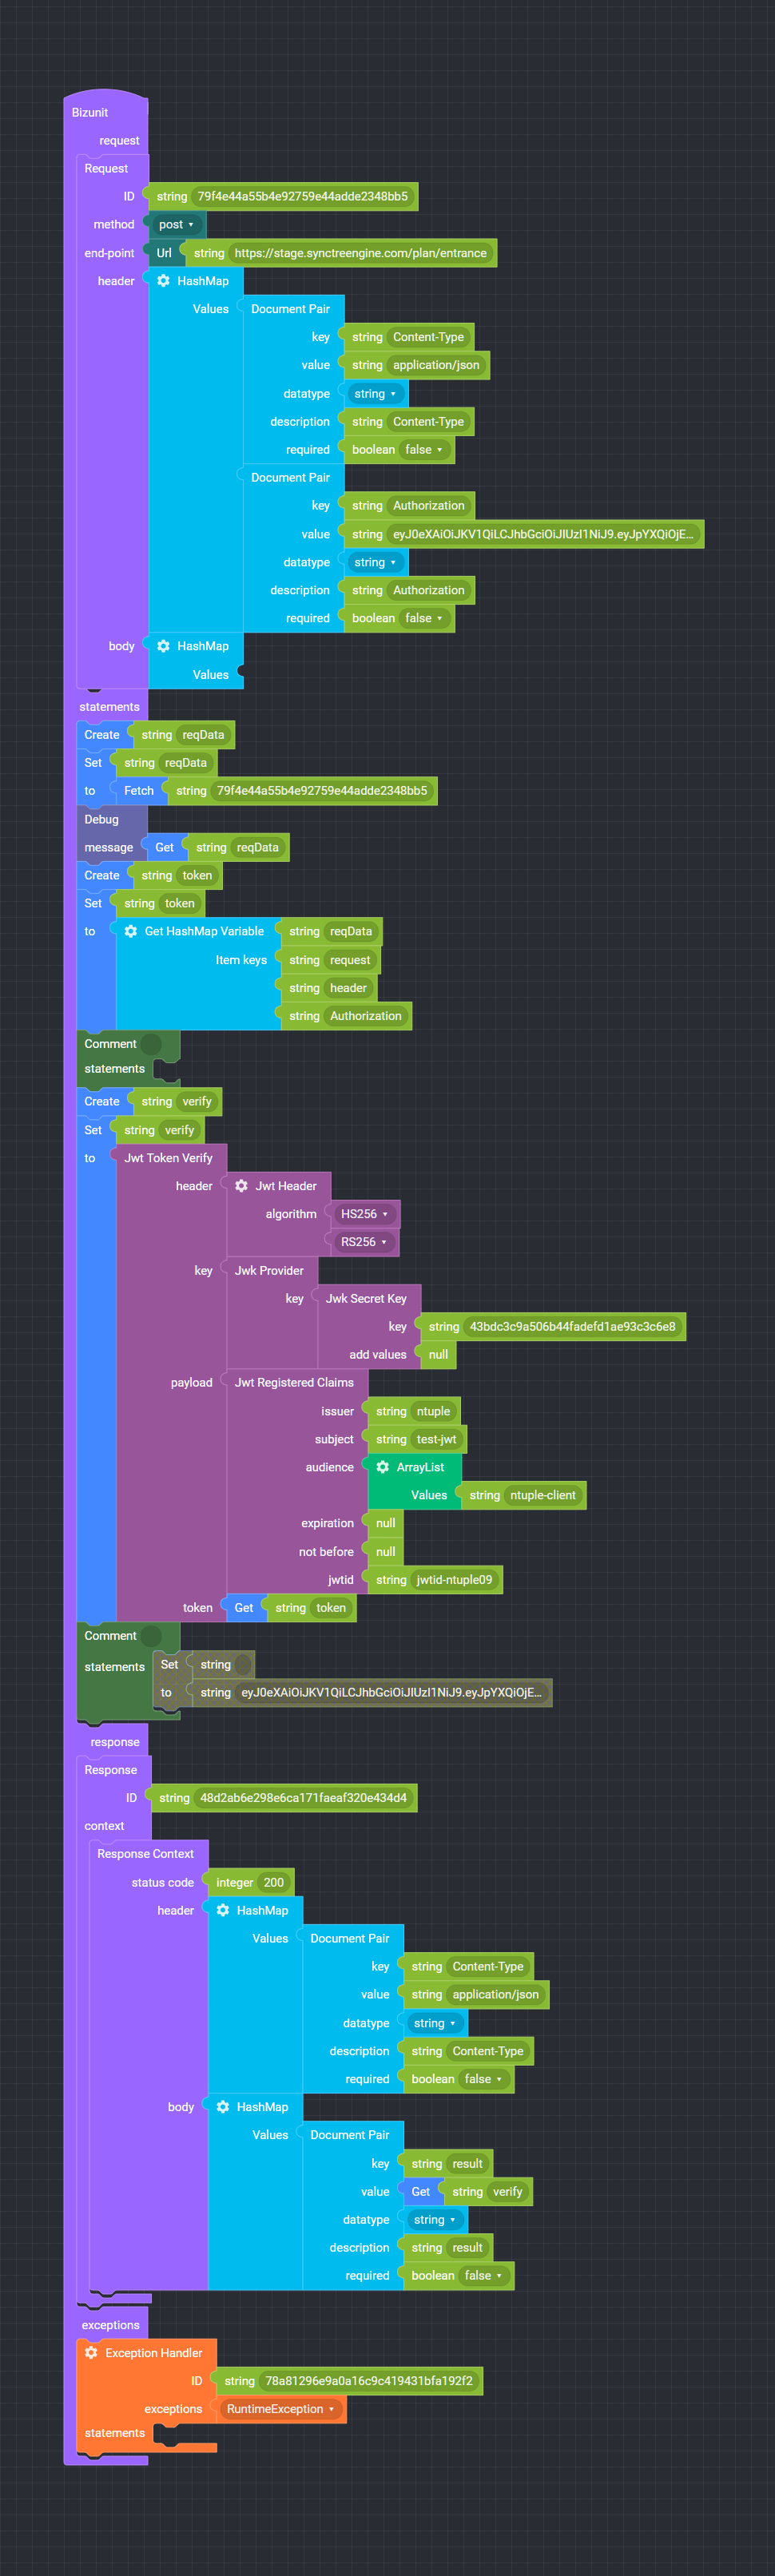 Bizunit
request
Request
ID string 79f4e44a55b4e92759e44adde2348bb5
method post
end-point Url string https://stage.synctreengine.com/plan/entrance
header HashMap
Values Document Pair
key string Content-Type
value string application/json
datatype string
description string Content-Type
required boolean false
Document Pair
key string Authorization
value string eyJ0eXAiOiJKV1QiLCJhbGciOiJIUzI1NiJ9.eyJpYXQiOjE...
datatype string
description string Authorization
required boolean false
body HashMap
Values
statements
Create string reqData
Set string reqData
to Fetch string 79f4e44a55b4e92759e44adde2348bb5
Debug
message Get string reqData
Create string token
Set string token
to Get HashMap Variable string reqData
Item keys string request
string header
string Authorization
Comment
statements
Create string verify
Set string verify
to Jwt Token Verify
header Jwt Header
algorithm HS256
RS256
key Jwk Provider
key Jwk Secret Key
key string 43bdc3c9a506b44fadefd1ae93c3c6e8
add values null
payload Jwt Registered Claims
issuer string ntuple
subject string test-jwt
audience ArrayList
Values string ntuple-client
expiration null
not before null
jwtid string jwtid-ntuple09
token Get string token
Comment
statements Set string
to string eyJ0eXAiOiJKV1QiLCJhbGciOiJIUzI1NiJ9.eyJpYXQiOjE...
response
Response
ID string 48d2ab6e298e6ca171faeaf320e434d4
context
Response Context
status code integer 200
header HashMap
Values Document Pair
key string Content-Type
value string application/json
datatype string
description string Content-Type
required boolean false
body HashMap
Values Document Pair
key string result
value Get string verify
datatype string
description string result
required boolean false
exceptions
Exception Handler
ID string 78a81296e9a0a16c9c419431bfa192f2
exceptions RuntimeException
statements